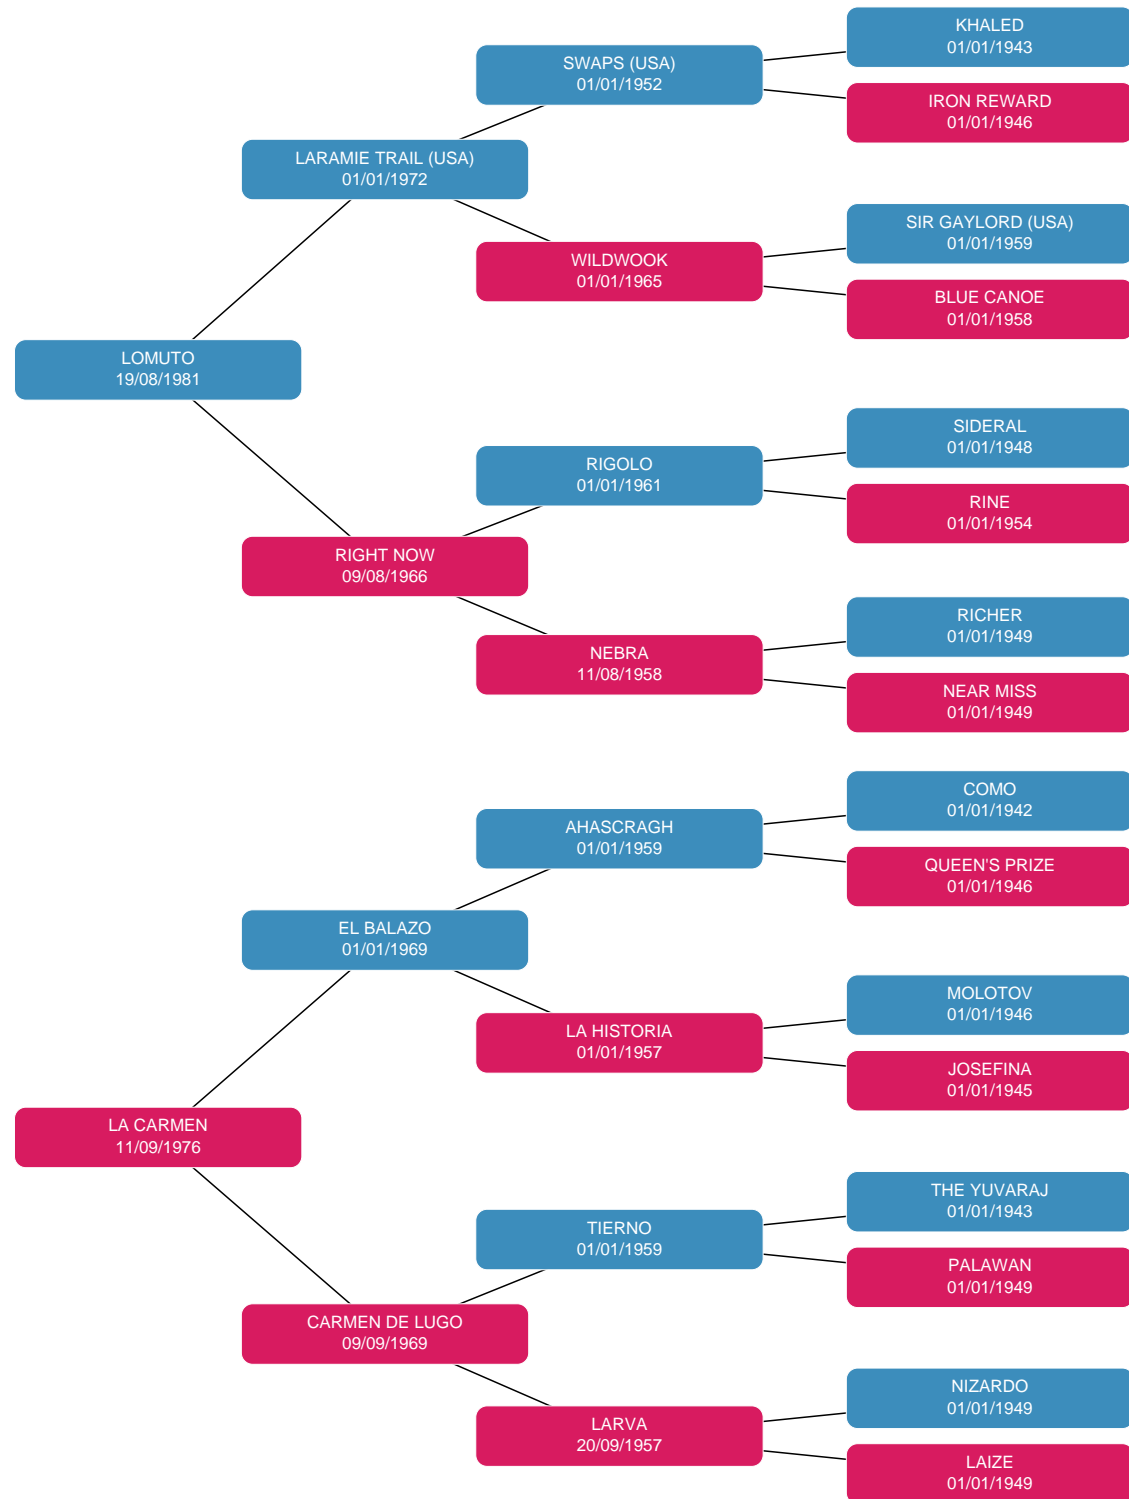 KHALED
01/01/1943
SWAPS (USA)
01/01/1952
IRON REWARD
01/01/1946
LARAMIE TRAIL (USA)
01/01/1972
SIR GAYLORD (USA)
01/01/1959
WILDWOOK
01/01/1965
BLUE CANOE
01/01/1958
LOMUTO
19/08/1981
SIDERAL
01/01/1948
RIGOLO
01/01/1961
RINE
01/01/1954
RIGHT NOW
09/08/1966
RICHER
01/01/1949
NEBRA
11/08/1958
NEAR MISS
01/01/1949
COMO
01/01/1942
AHASCRAGH
01/01/1959
QUEEN'S PRIZE
01/01/1946
EL BALAZO
01/01/1969
MOLOTOV
01/01/1946
LA HISTORIA
01/01/1957
JOSEFINA
01/01/1945
LA CARMEN
11/09/1976
THE YUVARAJ
01/01/1943
TIERNO
01/01/1959
PALAWAN
01/01/1949
CARMEN DE LUGO
09/09/1969
NIZARDO
01/01/1949
LARVA
20/09/1957
LAIZE
01/01/1949